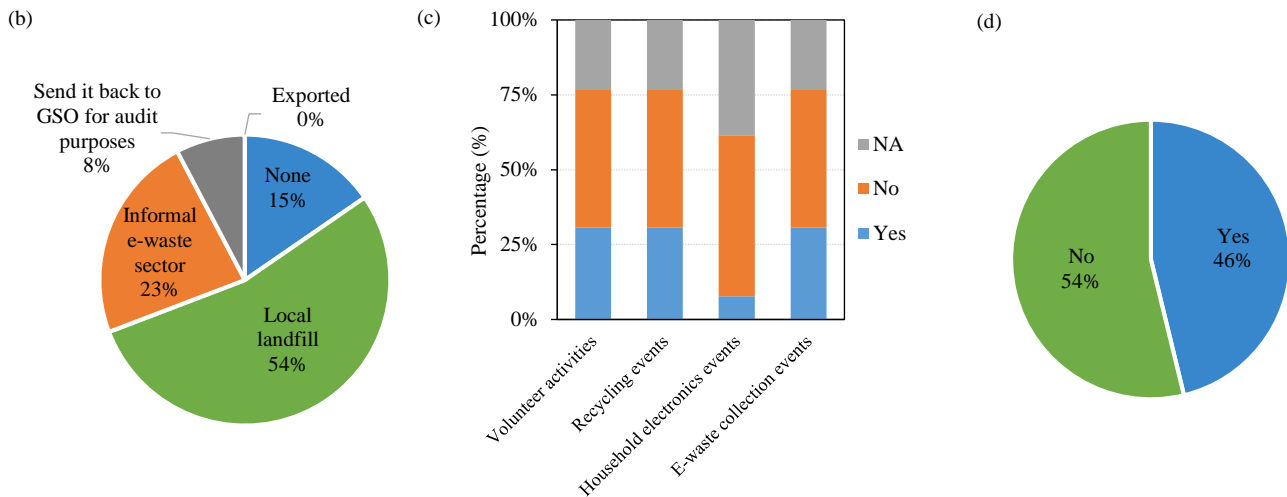 (b)
Send it back to
GSO for audit
purposes
8%
Exported
0%
None
15%
Informal
e-waste
sector
23%
Local
landfill
54%
(c)
Percentage (%)
100%
75%
50%
25%
0%
Volunteer activities
Recycling events
Household electronics events
E-waste collection events
NA
No
Yes
(d)
No
54%
Yes
46%